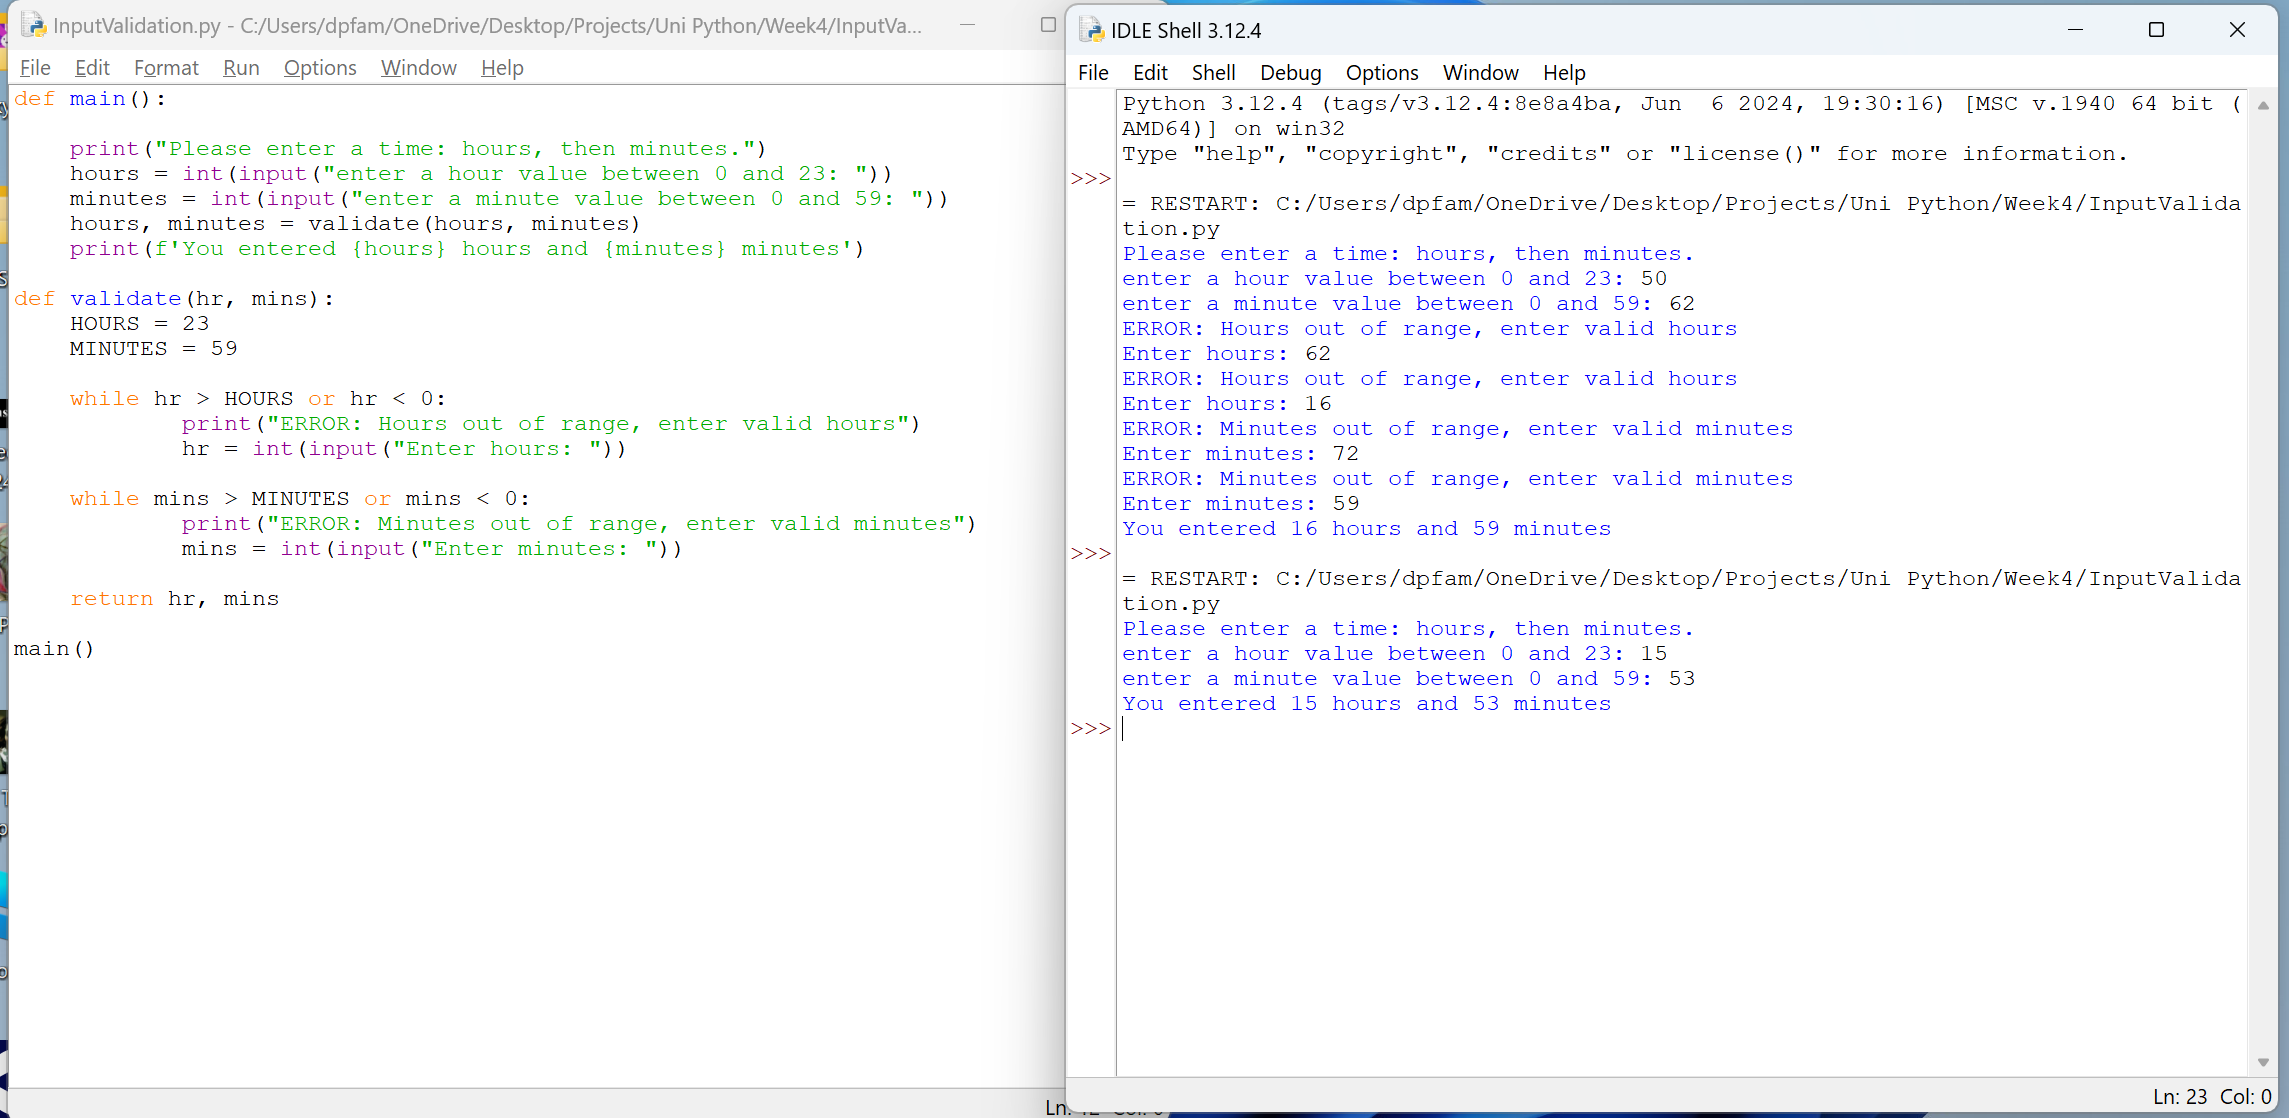 InputValidation.py - C:/Users/dpfam/OneDrive/Desktop/Projects/Uni Python/Week4/InputVa...
File Edit Format Run Options Window Help
def main():
    print("Please enter a time: hours, then minutes.")
    hours = int(input("enter a hour value between 0 and 23: "))
    minutes = int(input("enter a minute value between 0 and 59: "))
    hours, minutes = validate(hours, minutes)
    print(f'You entered {hours} hours and {minutes} minutes')
def validate(hr, mins):
    HOURS = 23
    MINUTES = 59
    while hr > HOURS or hr < 0:
            print("ERROR: Hours out of range, enter valid hours")
            hr = int(input("Enter hours: "))
    while mins > MINUTES or mins < 0:
            print("ERROR: Minutes out of range, enter valid minutes")
            mins = int(input("Enter minutes: "))
    return hr, mins
main()
IDLE Shell 3.12.4
File Edit Shell Debug Options Window Help
Python 3.12.4 (tags/v3.12.4:8e8a4ba, Jun  6 2024, 19:30:16) [MSC v.1940 64 bit (
AMD64)] on win32
Type "help", "copyright", "credits" or "license()" for more information.
>>>
= RESTART: C:/Users/dpfam/OneDrive/Desktop/Projects/Uni Python/Week4/InputValida
tion.py
Please enter a time: hours, then minutes.
enter a hour value between 0 and 23: 50
enter a minute value between 0 and 59: 62
ERROR: Hours out of range, enter valid hours
Enter hours: 62
ERROR: Hours out of range, enter valid hours
Enter hours: 16
ERROR: Minutes out of range, enter valid minutes
Enter minutes: 72
ERROR: Minutes out of range, enter valid minutes
Enter minutes: 59
You entered 16 hours and 59 minutes
>>>
= RESTART: C:/Users/dpfam/OneDrive/Desktop/Projects/Uni Python/Week4/InputValida
tion.py
Please enter a time: hours, then minutes.
enter a hour value between 0 and 23: 15
enter a minute value between 0 and 59: 53
You entered 15 hours and 53 minutes
>>>
Ln: 23 Col: 0